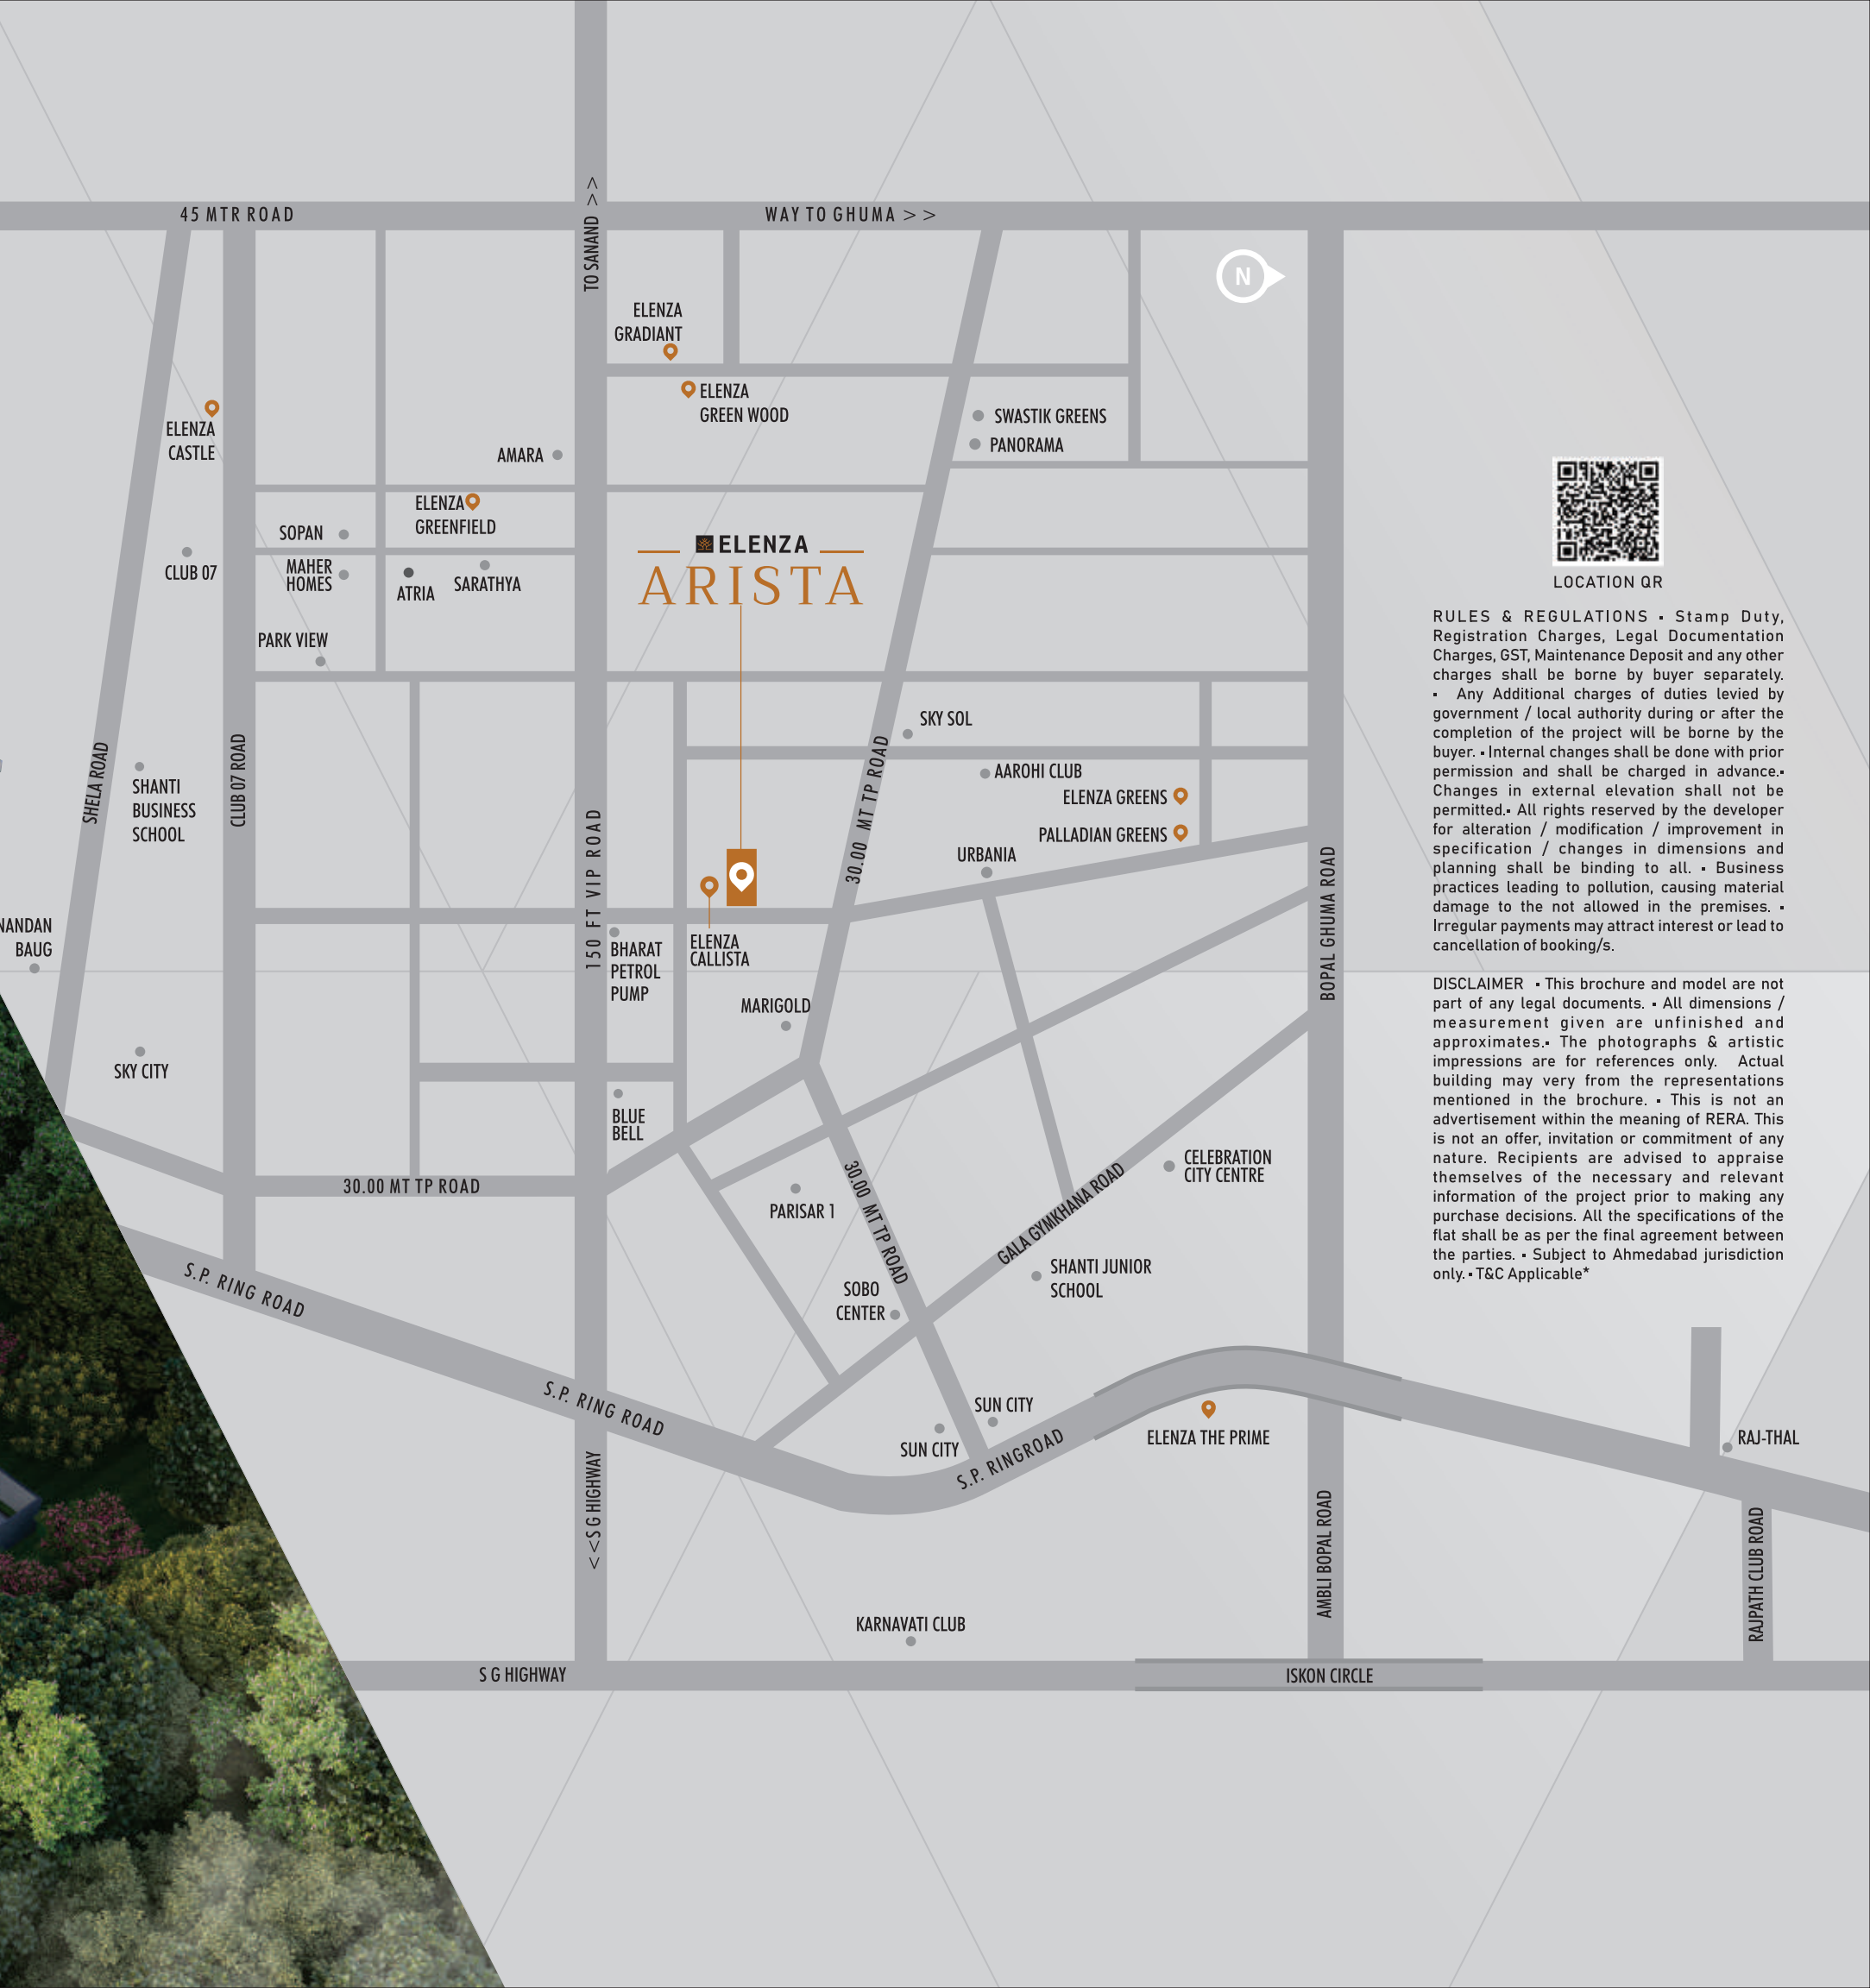 45 MTR ROAD
TO SANAND >>
WAY TO GHUMA >>
N
ELENZA
GRADIANT
ELENZA
GREEN WOOD
ELENZA
CASTLE
SWASTIK GREENS
PANORAMA
AMARA
ELENZA
GREENFIELD
SOPAN
CLUB 07
MAHER
HOMES
ATRIA
SARATHYA
ELENZA
ARISTA
PARK VIEW
SKY SOL
SHELA ROAD
CLUB 07 ROAD
SHANTI
BUSINESS
SCHOOL
150 FT VIP ROAD
30.00 MT TP ROAD
AAROHI CLUB
ELENZA GREENS
PALLADIAN GREENS
URBANIA
BOPAL GHUMA ROAD
NANDAN
BAUG
BHARAT
PETROL
PUMP
ELENZA
CALLISTA
MARIGOLD
SKY CITY
BLUE
BELL
30.00 MT TP ROAD
PARISAR 1
30.00 MT TP ROAD
GALA GYMKHANA ROAD
CELEBRATION
CITY CENTRE
SHANTI JUNIOR
SCHOOL
SOBO
CENTER
S.P. RING ROAD
S.P. RING ROAD
SUN CITY
SUN CITY
S.P. RINGROAD
ELENZA THE PRIME
RAJ-THAL
<<S G HIGHWAY
AMBLI BOPAL ROAD
RAJPATH CLUB ROAD
KARNAVATI CLUB
S G HIGHWAY
ISKON CIRCLE
LOCATION QR
RULES & REGULATIONS ▪ Stamp Duty,
Registration Charges, Legal Documentation
Charges, GST, Maintenance Deposit and any other
charges shall be borne by buyer separately.
▪ Any Additional charges of duties levied by
government / local authority during or after the
completion of the project will be borne by the
buyer. ▪ Internal changes shall be done with prior
permission and shall be charged in advance.▪
Changes in external elevation shall not be
permitted.▪ All rights reserved by the developer
for alteration / modification / improvement in
specification / changes in dimensions and
planning shall be binding to all. ▪ Business
practices leading to pollution, causing material
damage to the not allowed in the premises. ▪
Irregular payments may attract interest or lead to
cancellation of booking/s.
DISCLAIMER ▪ This brochure and model are not
part of any legal documents. ▪ All dimensions /
measurement given are unfinished and
approximates.▪ The photographs & artistic
impressions are for references only. Actual
building may very from the representations
mentioned in the brochure. ▪ This is not an
advertisement within the meaning of RERA. This
is not an offer, invitation or commitment of any
nature. Recipients are advised to appraise
themselves of the necessary and relevant
information of the project prior to making any
purchase decisions. All the specifications of the
flat shall be as per the final agreement between
the parties. ▪ Subject to Ahmedabad jurisdiction
only. ▪ T&C Applicable*